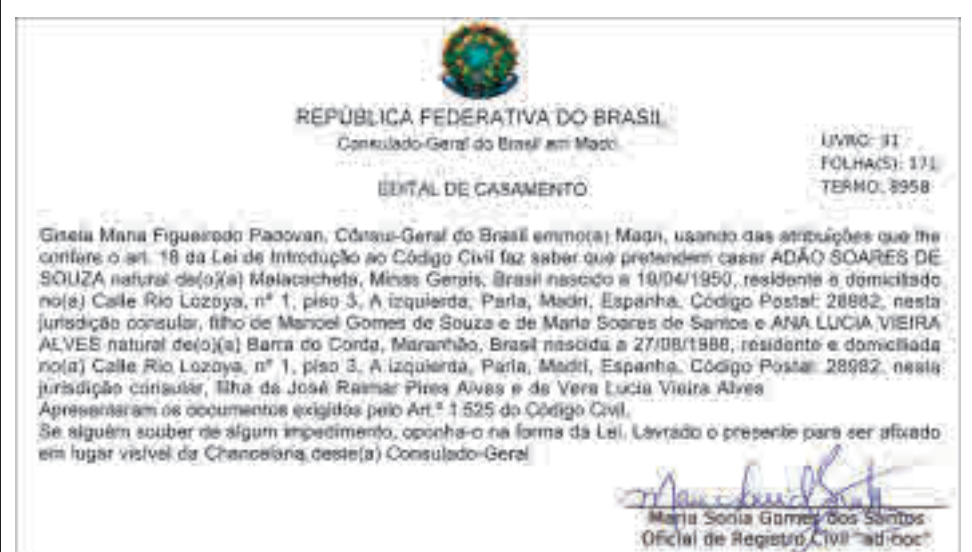 REPÚBLICA FEDERATIVA DO BRASIL
Consulado-Geral do Brasil em Madri
LIVRO: 31
FOLHA(S): 171
TERMO: 8958
EDITAL DE CASAMENTO
Gisela Maria Figueiredo Padovan, Cônsul-Geral do Brasil em/no(a) Madri, usando das atribuições que lhe
confere o art. 18 da Lei de Introdução ao Código Civil faz saber que pretendem casar ADÃO SOARES DE
SOUZA natural de(o)(a) Malacacheta, Minas Gerais, Brasil nascido a 19/04/1950, residente e domiciliado
no(a) Calle Rio Lozoya, nº 1, piso 3, A izquierda, Parla, Madri, Espanha, Código Postal: 28982, nesta
jurisdição consular, filho de Manoel Gomes de Souza e de Maria Soares de Santos e ANA LUCIA VIEIRA
ALVES natural de(o)(a) Barra do Corda, Maranhão, Brasil nascida a 27/08/1988, residente e domiciliada
no(a) Calle Rio Lozoya, nº 1, piso 3, A izquierda, Parla, Madri, Espanha, Código Postal: 28982, nesta
jurisdição consular, filha de José Raimar Pires Alves e de Vera Lucia Vieira Alves
Apresentaram os documentos exigidos pelo Art.º 1.525 do Código Civil.
Se alguém souber de algum impedimento, oponha-o na forma da Lei. Lavrado o presente para ser afixado
em lugar visível da Chancelaria deste(a) Consulado-Geral
Maria Sonia Gomes dos Santos
Oficial de Registro Civil "ad-hoc"